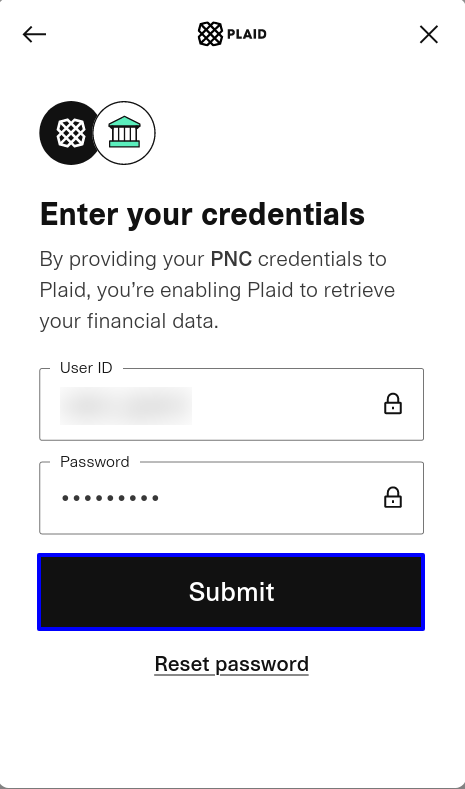 PLAID
Enter your credentials
By providing your PNC credentials to
Plaid, you’re enabling Plaid to retrieve
your financial data.
User ID
Password
•••••••••
Submit
Reset password